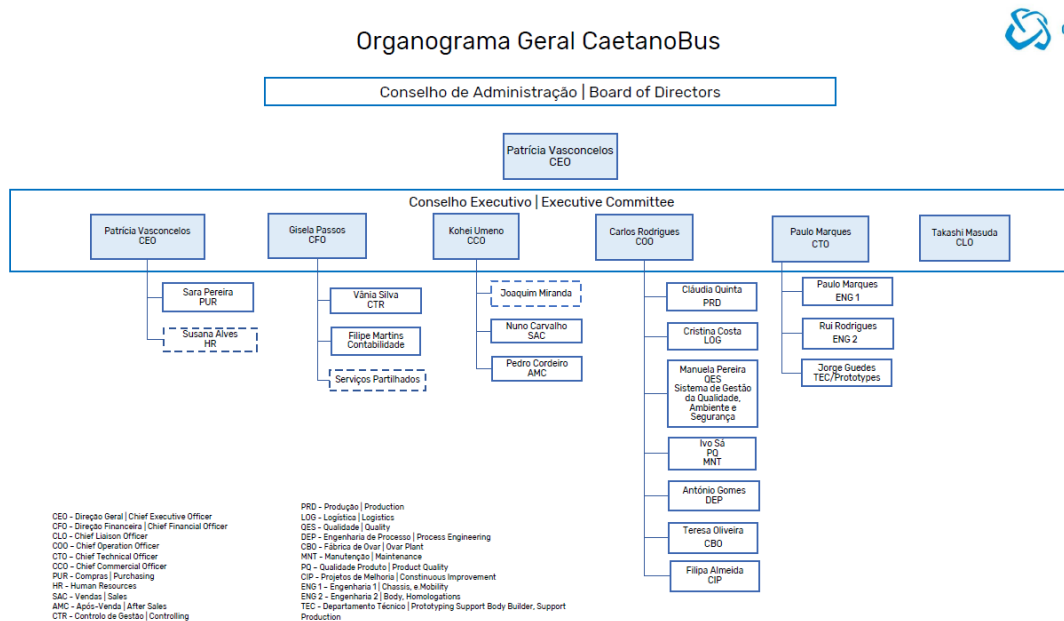 Organograma Geral CaetanoBus
Conselho de Administração | Board of Directors
Patrícia Vasconcelos
CEO
Conselho Executivo | Executive Committee
Patrícia Vasconcelos
CEO
Gisela Passos
CFO
Kohei Umeno
CCO
Carlos Rodrigues
COO
Paulo Marques
CTO
Takashi Masuda
CLO
Sara Pereira
PUR
Susana Alves
HR
Vânia Silva
CTR
Filipe Martins
Contabilidade
Serviços Partilhados
Joaquim Miranda
Nuno Carvalho
SAC
Pedro Cordeiro
AMC
Cláudia Quinta
PRD
Cristina Costa
LOG
Manuela Pereira
QES
Sistema de Gestão
da Qualidade,
Ambiente e
Segurança
Ivo Sá
PQ
MNT
António Gomes
DEP
Teresa Oliveira
CBO
Filipa Almeida
CIP
Paulo Marques
ENG 1
Rui Rodrigues
ENG 2
Jorge Guedes
TEC/Prototypes
CEO – Direção Geral | Chief Executive Officer
CFO – Direção Financeira | Chief Financial Officer
CLO – Chief Liaison Officer
COO – Chief Operation Officer
CTO – Chief Technical Officer
CCO – Chief Commercial Officer
PUR – Compras | Purchasing
HR – Human Resources
SAC – Vendas | Sales
AMC – Após-Venda | After Sales
CTR – Controlo de Gestão | Controlling
PRD – Produção | Production
LOG – Logística | Logistics
QES – Qualidade | Quality
DEP – Engenharia de Processo | Process Engineering
CBO – Fábrica de Ovar | Ovar Plant
MNT – Manutenção | Maintenance
PQ – Qualidade Produto | Product Quality
CIP – Projetos de Melhoria | Constinuous Improvement
ENG 1 – Engenharia 1 | Chassis, e.Mobility
ENG 2 – Engenharia 2 | Body, Homologations
TEC – Departamento Técnico | Prototyping Support Body Builder, Support
Production